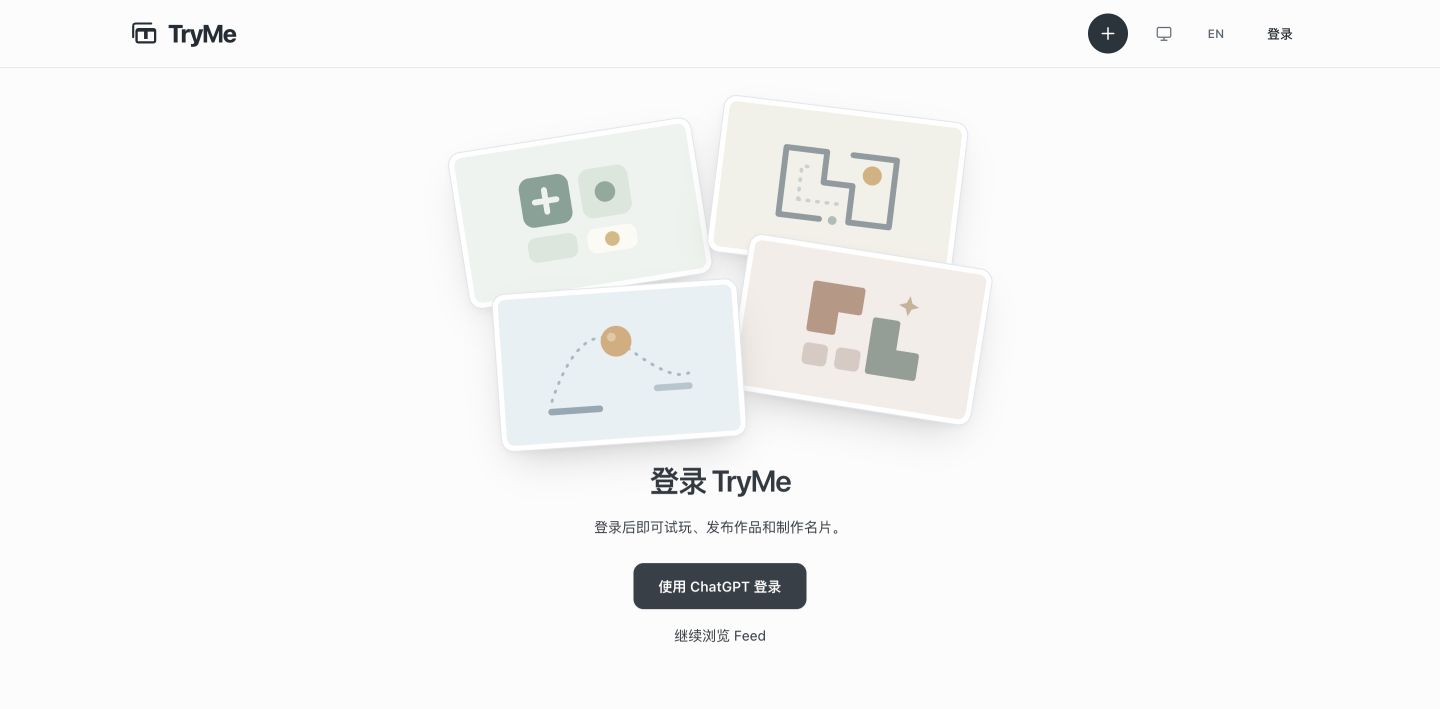 TryMe
EN
登录
登录 TryMe
登录后即可试玩、发布作品和制作名片。
使用 ChatGPT 登录
继续浏览 Feed